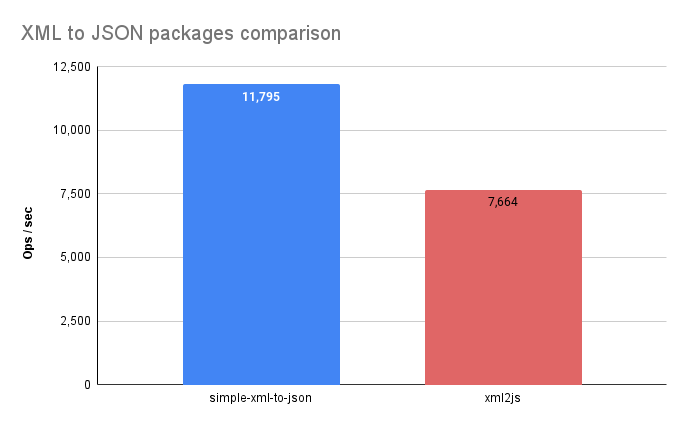 XML to JSON packages comparison
12,500
10,000
7,500
5,000
2,500
0
Ops / sec
11,795
7,664
simple-xml-to-json
xml2js